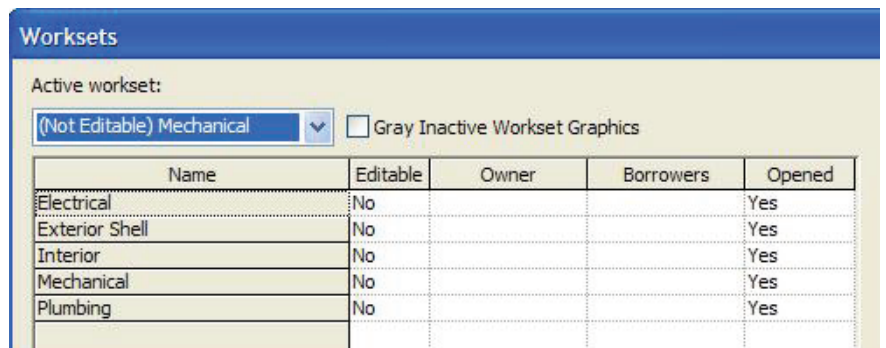 Worksets
Active workset:
(Not Editable) Mechanical Gray Inactive Workset Graphics
Name Editable Owner Borrowers Opened
Electrical No Yes
Exterior Shell No Yes
Interior No Yes
Mechanical No Yes
Plumbing No Yes